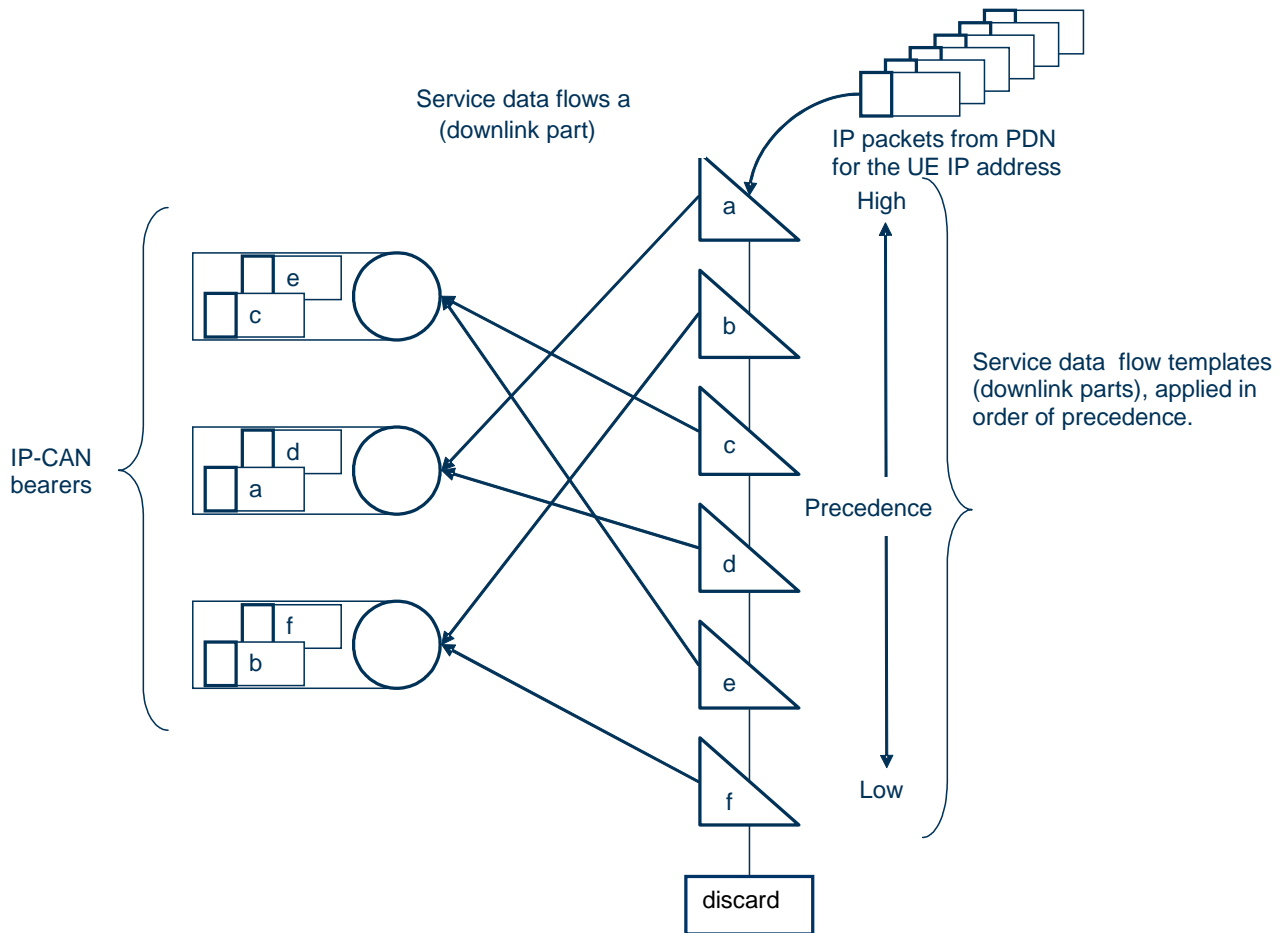 Service data flows a
(downlink part)
IP packets from PDN
for the UE IP address
High
a
e
c
b
Service data flow templates
(downlink parts), applied in
order of precedence.
c
IP-CAN
bearers
d
a
Precedence
d
f
b
e
Low
f
discard